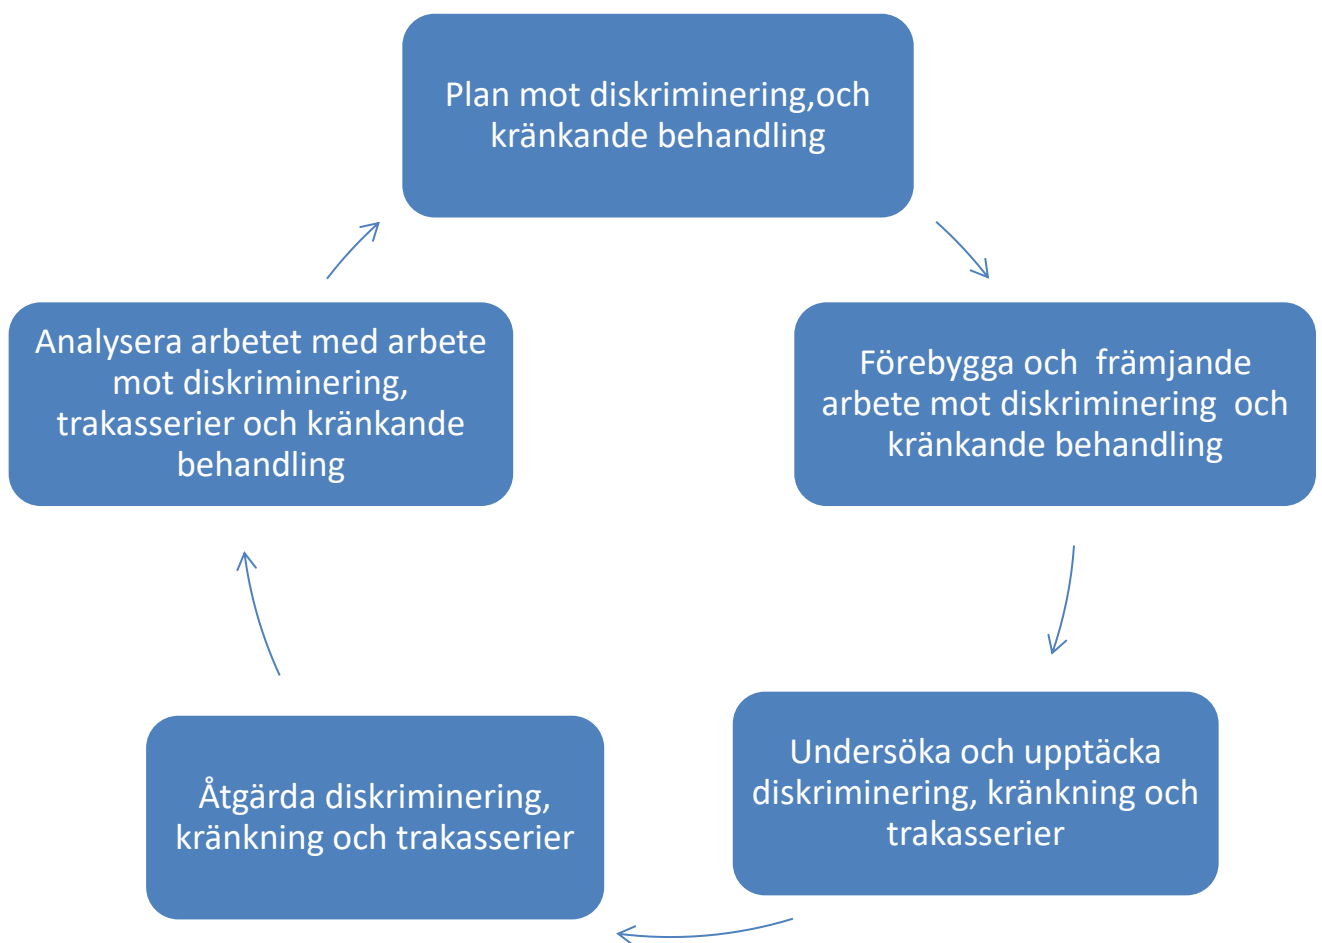 Plan mot diskriminering,och
kränkande behandling
Förebygga och  främjande
arbete mot diskriminering  och
kränkande behandling
Undersöka och upptäcka
diskriminering, kränkning och
trakasserier
Åtgärda diskriminering,
kränkning och trakasserier
Analysera arbetet med arbete
mot diskriminering,
trakasserier och kränkande
behandling